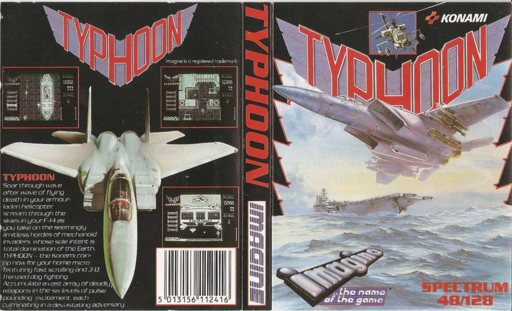 TYPHOON
Imagine is a registered trademark
TYPHOON
Soar through wave
after wave of flying
death in your armour-
laden helicopter,
scream through the
skies in your F-14 as
you take on the seemingly
limitless hordes of mechanoid
invaders, whose sole intent is
total domination of the Earth.
TYPHOON – the Konami coin-
op now for your home micro
featuring fast scrolling and 3-D.
frenzied dog fighting.
Accumulate a vast array of deadly
weapons in the six levels of pulse
pounding excitement, each
culminating in a devastating adversary...
5 013156 112416
TYPHOON
imagine
KONAMI
TYPHOON
imagine
...the name
of the game
SPECTRUM
48/128